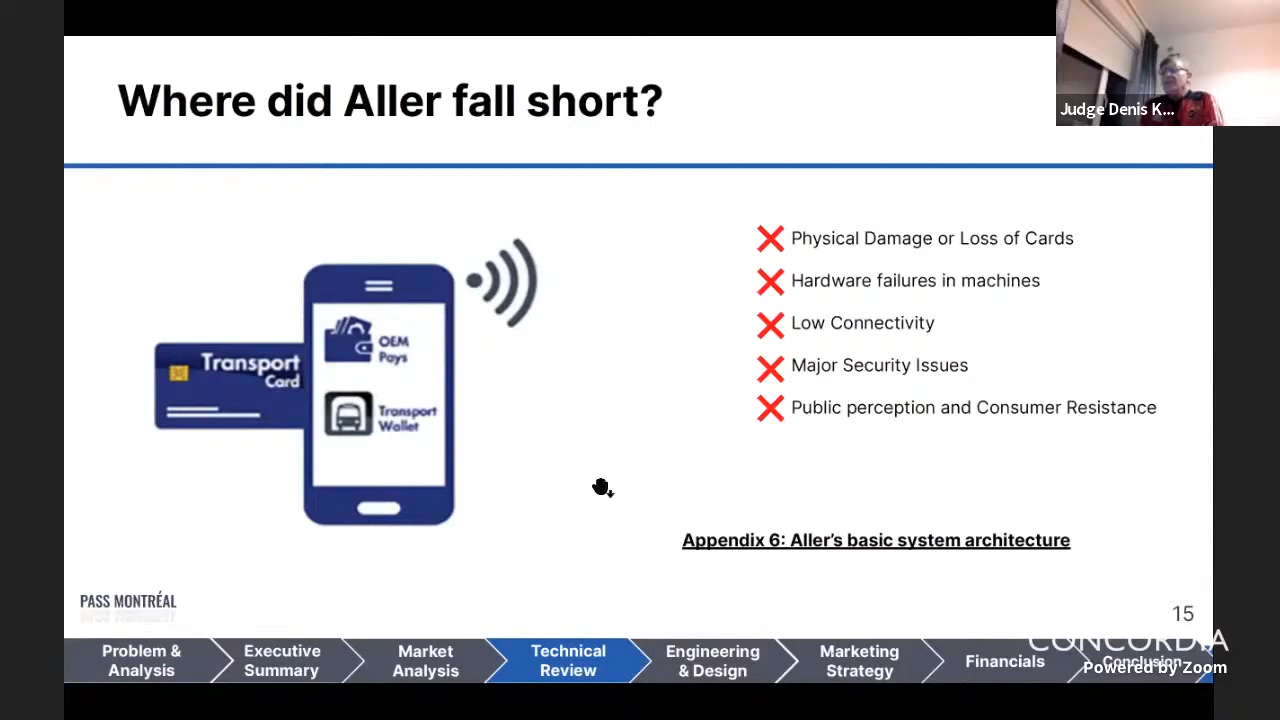 Where did Aller fall short?
Judge Denis K...
Physical Damage or Loss of Cards
Hardware failures in machines
Low Connectivity
Major Security Issues
Public perception and Consumer Resistance
OEM
Pays
Transport
Card
Transport
Wallet
Appendix 6: Aller's basic system architecture
PASS MONTRÉAL
15
CONCORDIA
Problem &
Analysis
Executive
Summary
Market
Analysis
Technical
Review
Engineering
& Design
Marketing
Strategy
Financials
Conclusion
Powered by Zoom